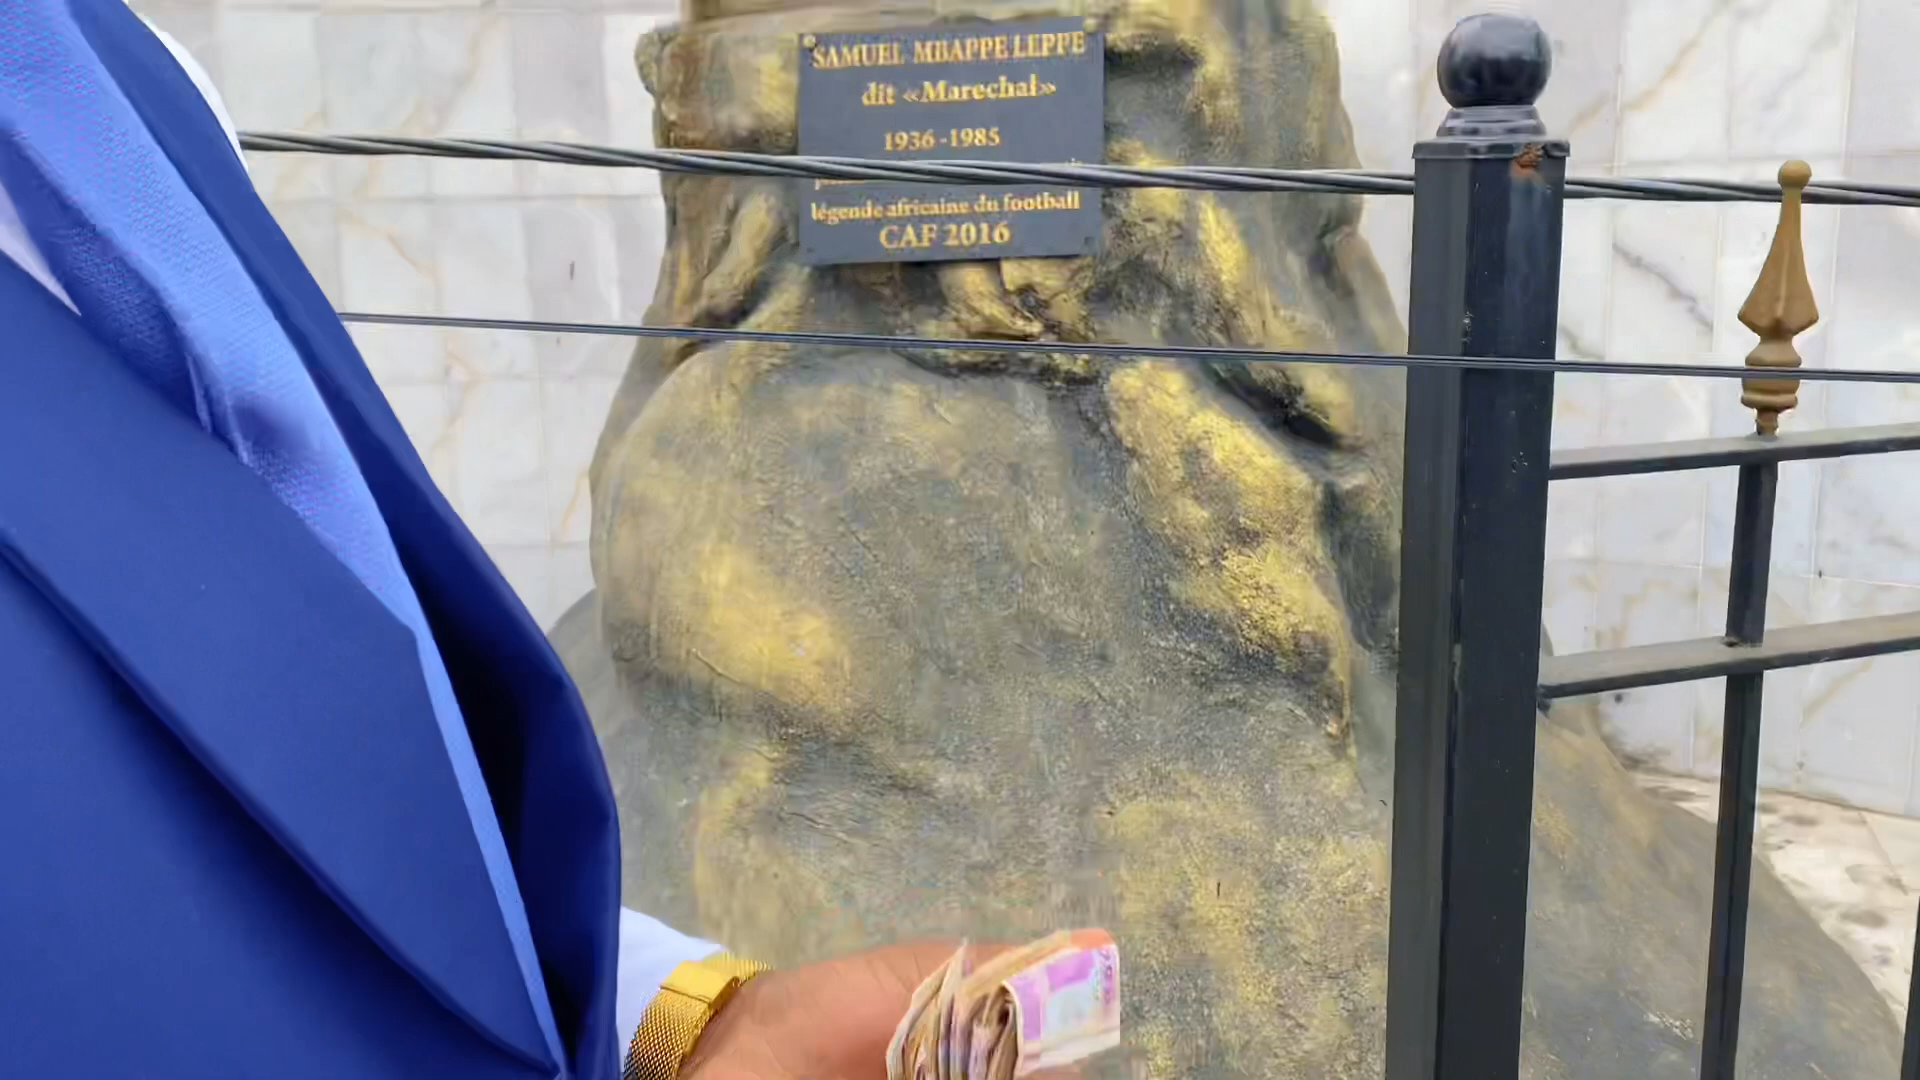 SAMUEL MBAPPE LEPPE
dit «Marechal»
1936-1985
légende africaine du football
CAF 2016